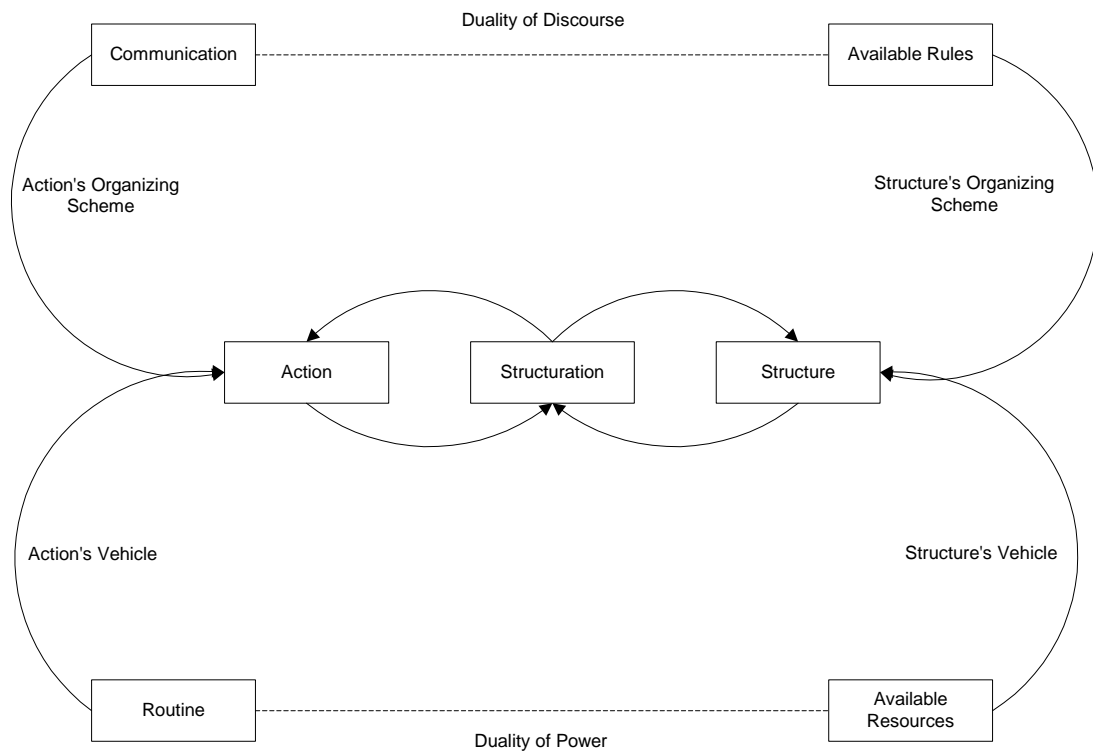 Duality of Discourse
Communication
Available Rules
Action's Organizing
Scheme
Structure's Organizing
Scheme
Action
Structuration
Structure
Action's Vehicle
Structure's Vehicle
Routine
Available
Resources
Duality of Power